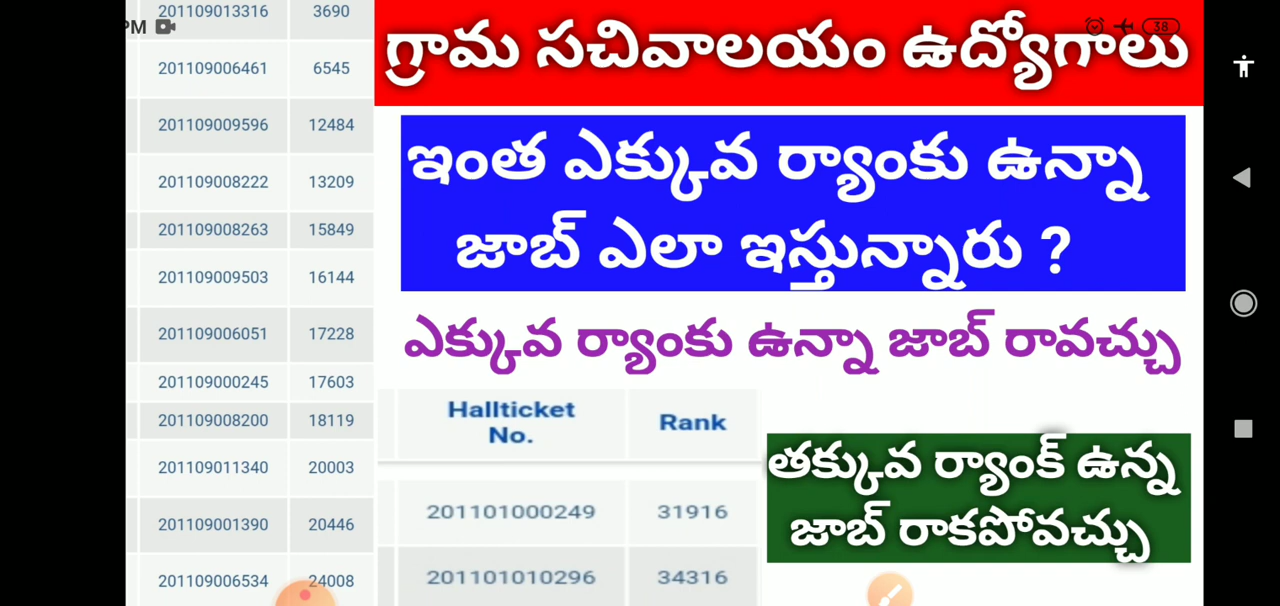 201109013316 3690
PM
38
201109006461 6545
201109009596 12484
201109008222 13209
201109008263 15849
201109009503 16144
201109006051 17228
201109000245 17603
201109008200 18119
201109011340 20003
201109001390 20446
201109006534 24008
గ్రామ సచివాలయం ఉద్యోగాలు
ఇంత ఎక్కువ ర్యాంకు ఉన్నా
జాబ్ ఎలా ఇస్తున్నారు ?
ఎక్కువ ర్యాంకు ఉన్నా జాబ్ రావచ్చు
Hallticket
No. Rank
201101000249 31916
201101010296 34316
తక్కువ ర్యాంక్ ఉన్న
జాబ్ రాకపోవచ్చు